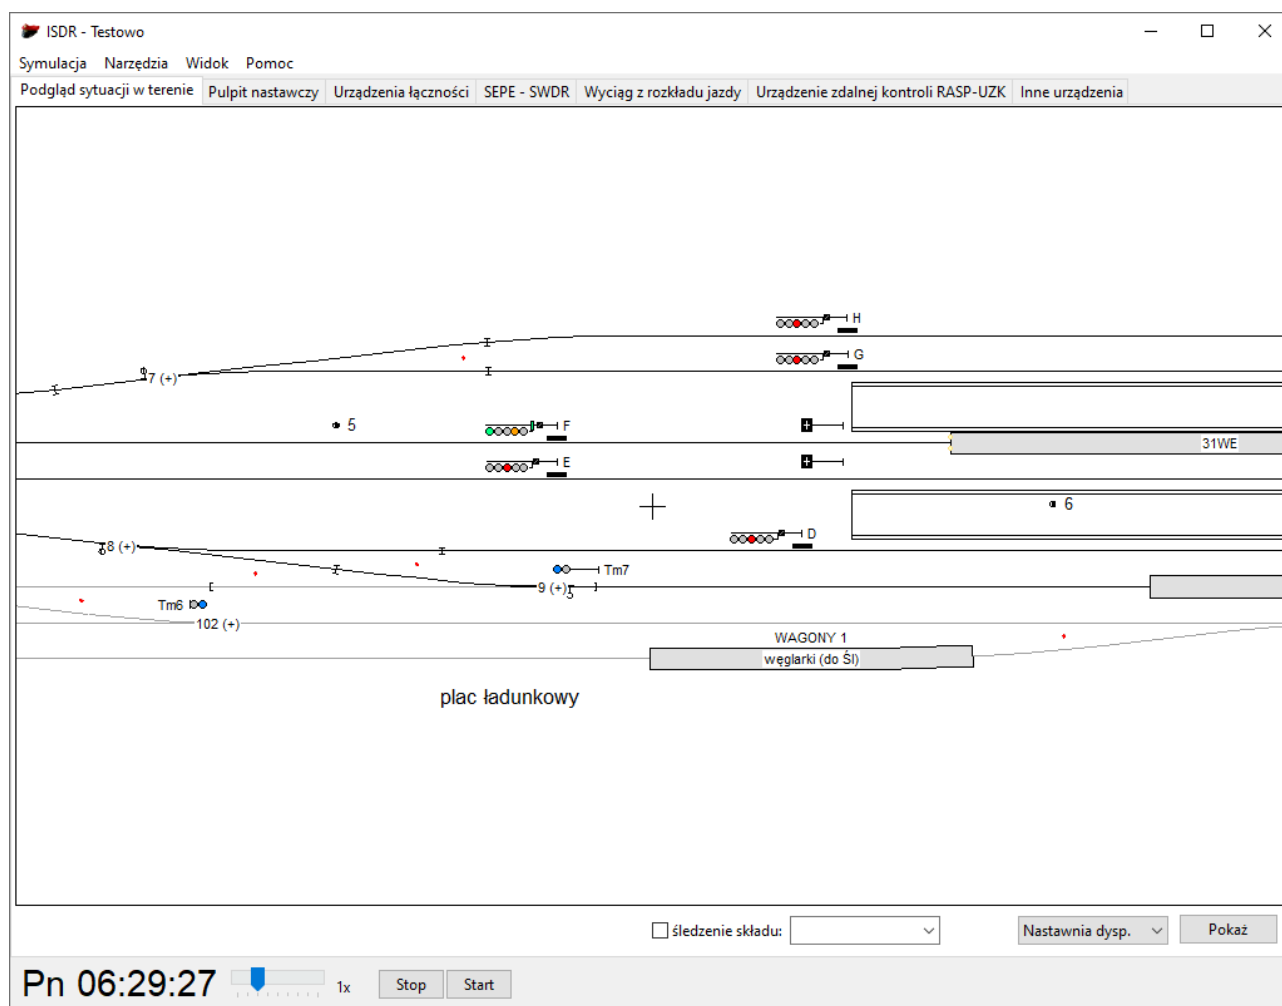 ISDR - Testowo
Symulacja Narzędzia Widok Pomoc
Podgląd sytuacji w terenie Pulpit nastawczy Urządzenia łączności SEPE - SWDR Wyciąg z rozkładu jazdy Urządzenie zdalnej kontroli RASP-UZK Inne urządzenia
H
G
7 (+)
5
F
31WE
E
6
D
8 (+)
Tm7
9 (+)
Tm6
102 (+)
WAGONY 1
węglarki (do Śl)
plac ładunkowy
śledzenie składu: Nastawnia dysp. Pokaż
Pn 06:29:27 1x Stop Start